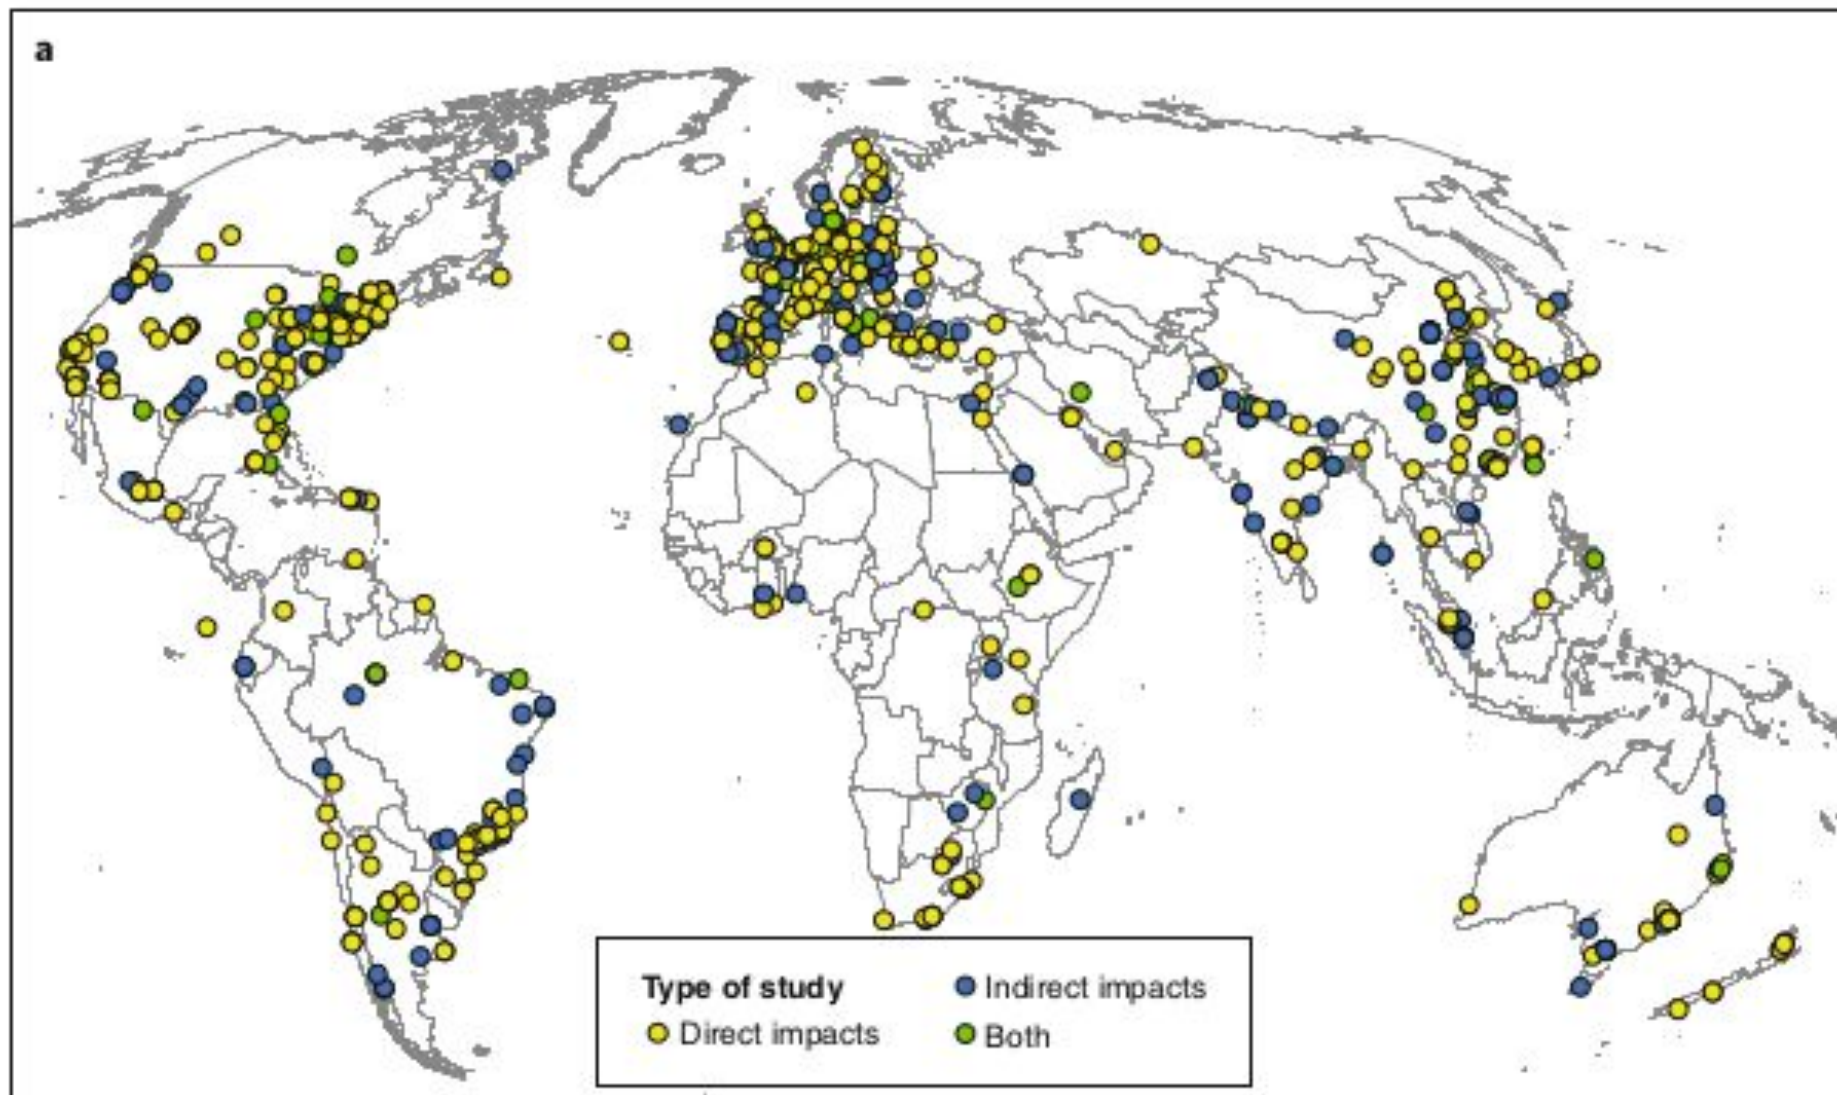 a
Type of study
Direct impacts
Indirect impacts
Both